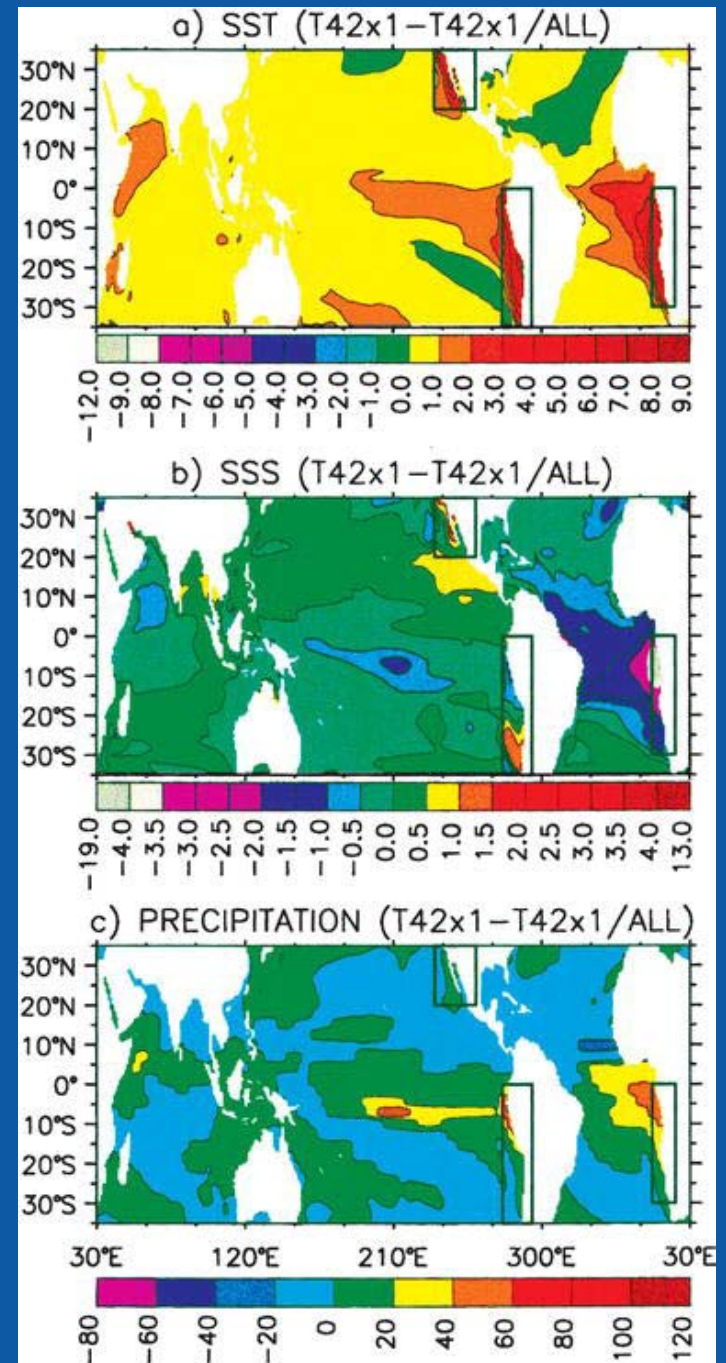 a) SST (T42x1−T42x1/ALL)
30°N
20°N
10°N
0°
10°S
20°S
30°S
−12.0 −9.0 −8.0 −7.0 −6.0 −5.0 −4.0 −3.0 −2.0 −1.0 0.0 1.0 2.0 3.0 4.0 5.0 6.0 7.0 8.0 9.0
b) SSS (T42x1−T42x1/ALL)
30°N
20°N
10°N
0°
10°S
20°S
30°S
−19.0 −4.0 −3.5 −3.0 −2.5 −2.0 −1.5 −1.0 −0.5 0.0 0.5 1.0 1.5 2.0 2.5 3.0 3.5 4.0 13.0
c) PRECIPITATION (T42x1−T42x1/ALL)
30°N
20°N
10°N
0°
10°S
20°S
30°S
30°E 120°E 210°E 300°E 30°E
−80 −60 −40 −20 0 20 40 60 80 100 120